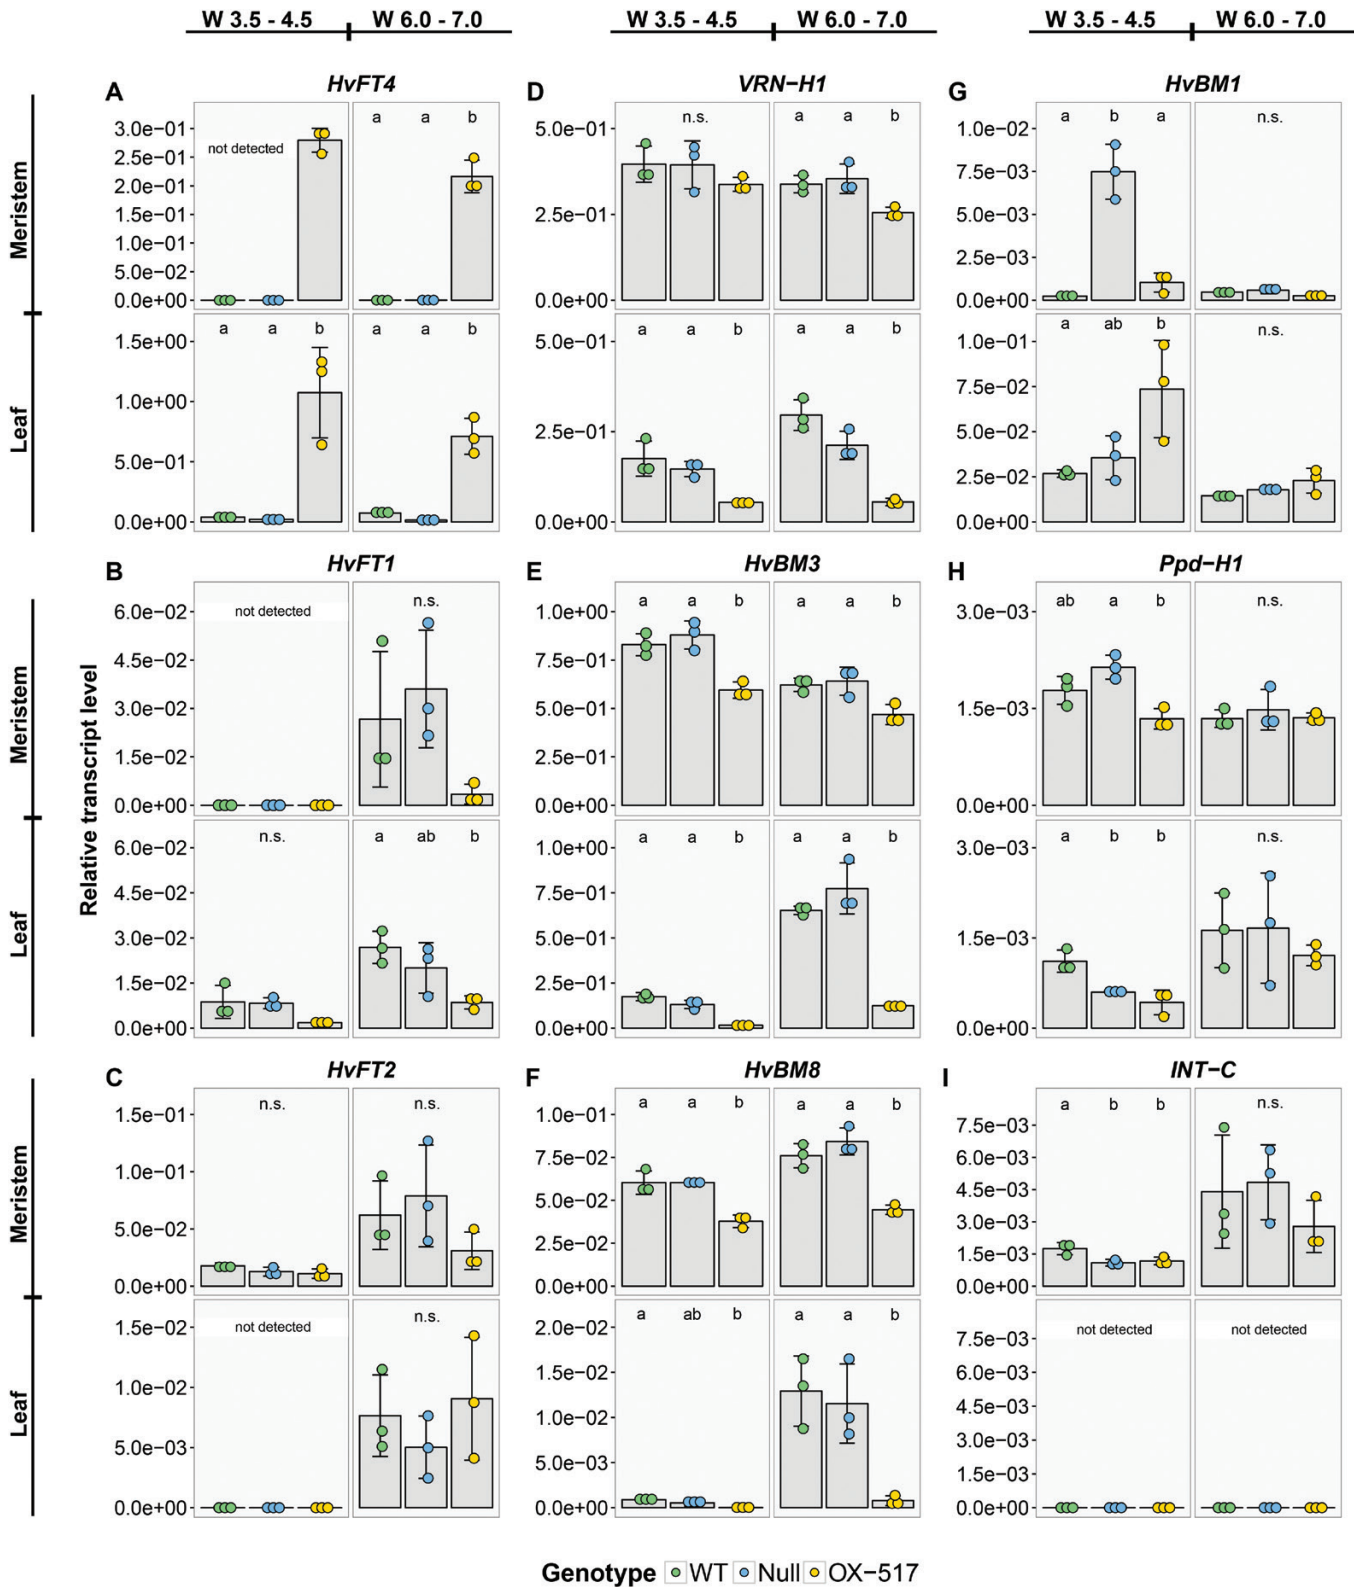 W 3.5 - 4.5
W 6.0 - 7.0
W 3.5 - 4.5
W 6.0 - 7.0
W 3.5 - 4.5
W 6.0 - 7.0
Meristem
Leaf
Meristem
Leaf
Meristem
Leaf
Relative transcript level
A
HvFT4
3.0e−01
2.5e−01
2.0e−01
1.5e−01
1.0e−01
5.0e−02
0.0e+00
not detected
a a b
1.5e+00
1.0e+00
5.0e−01
0.0e+00
a a b
a a b
D
VRN−H1
5.0e−01
2.5e−01
0.0e+00
n.s.
a a b
5.0e−01
2.5e−01
0.0e+00
a a b
a a b
G
HvBM1
1.0e−02
7.5e−03
5.0e−03
2.5e−03
0.0e+00
a b a
n.s.
1.0e−01
7.5e−02
5.0e−02
2.5e−02
0.0e+00
a ab b
n.s.
B
HvFT1
6.0e−02
4.5e−02
3.0e−02
1.5e−02
0.0e+00
not detected
n.s.
6.0e−02
4.5e−02
3.0e−02
1.5e−02
0.0e+00
n.s.
a ab b
E
HvBM3
1.0e+00
7.5e−01
5.0e−01
2.5e−01
0.0e+00
a a b
a a b
1.0e+00
7.5e−01
5.0e−01
2.5e−01
0.0e+00
a a b
a a b
H
Ppd−H1
3.0e−03
1.5e−03
0.0e+00
ab a b
n.s.
3.0e−03
1.5e−03
0.0e+00
a b b
n.s.
C
HvFT2
1.5e−01
1.0e−01
5.0e−02
0.0e+00
n.s.
n.s.
1.5e−02
1.0e−02
5.0e−03
0.0e+00
not detected
n.s.
F
HvBM8
1.0e−01
7.5e−02
5.0e−02
2.5e−02
0.0e+00
a a b
a a b
2.0e−02
1.5e−02
1.0e−02
5.0e−03
0.0e+00
a ab b
a a b
I
INT−C
7.5e−03
6.0e−03
4.5e−03
3.0e−03
1.5e−03
0.0e+00
a b b
n.s.
7.5e−03
6.0e−03
4.5e−03
3.0e−03
1.5e−03
0.0e+00
not detected
not detected
Genotype WT Null OX−517